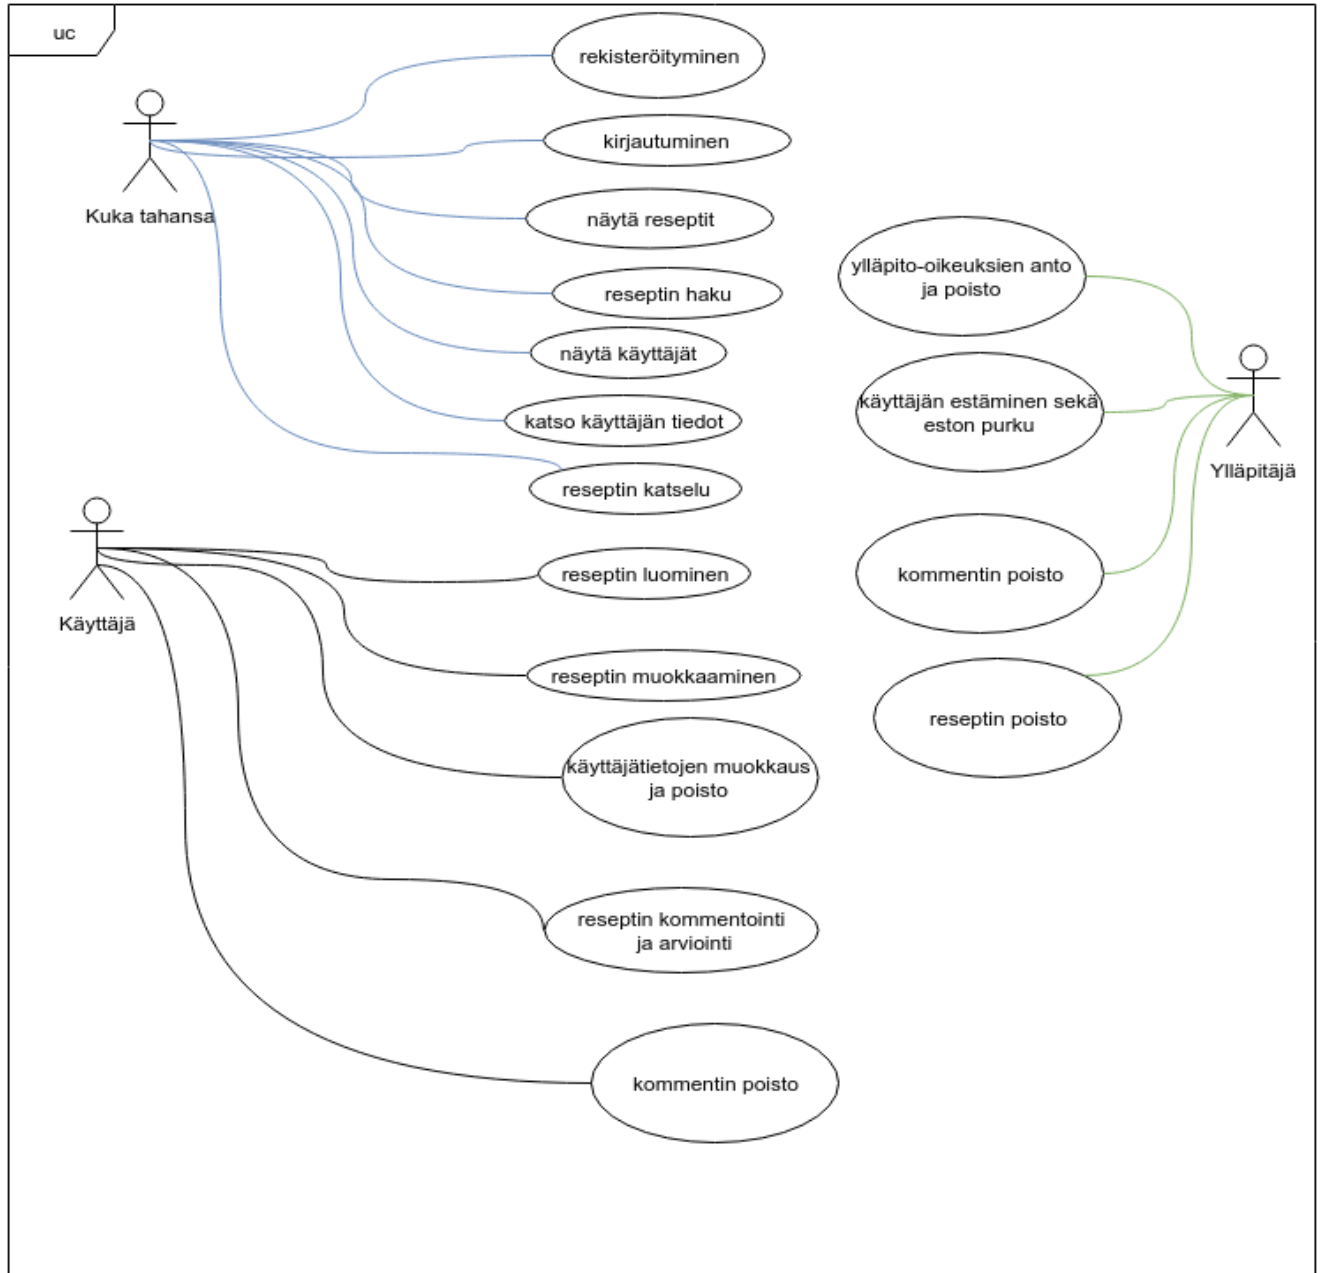 uc
rekisteröityminen
kirjautuminen
Kuka tahansa
näytä reseptit
reseptin haku
näytä käyttäjät
katso käyttäjän tiedot
reseptin katselu
ylläpito-oikeuksien anto
ja poisto
käyttäjän estäminen sekä
eston purku
Ylläpitäjä
kommentin poisto
reseptin poisto
Käyttäjä
reseptin luominen
reseptin muokkaaminen
käyttäjätietojen muokkaus
ja poisto
reseptin kommentointi
ja arviointi
kommentin poisto